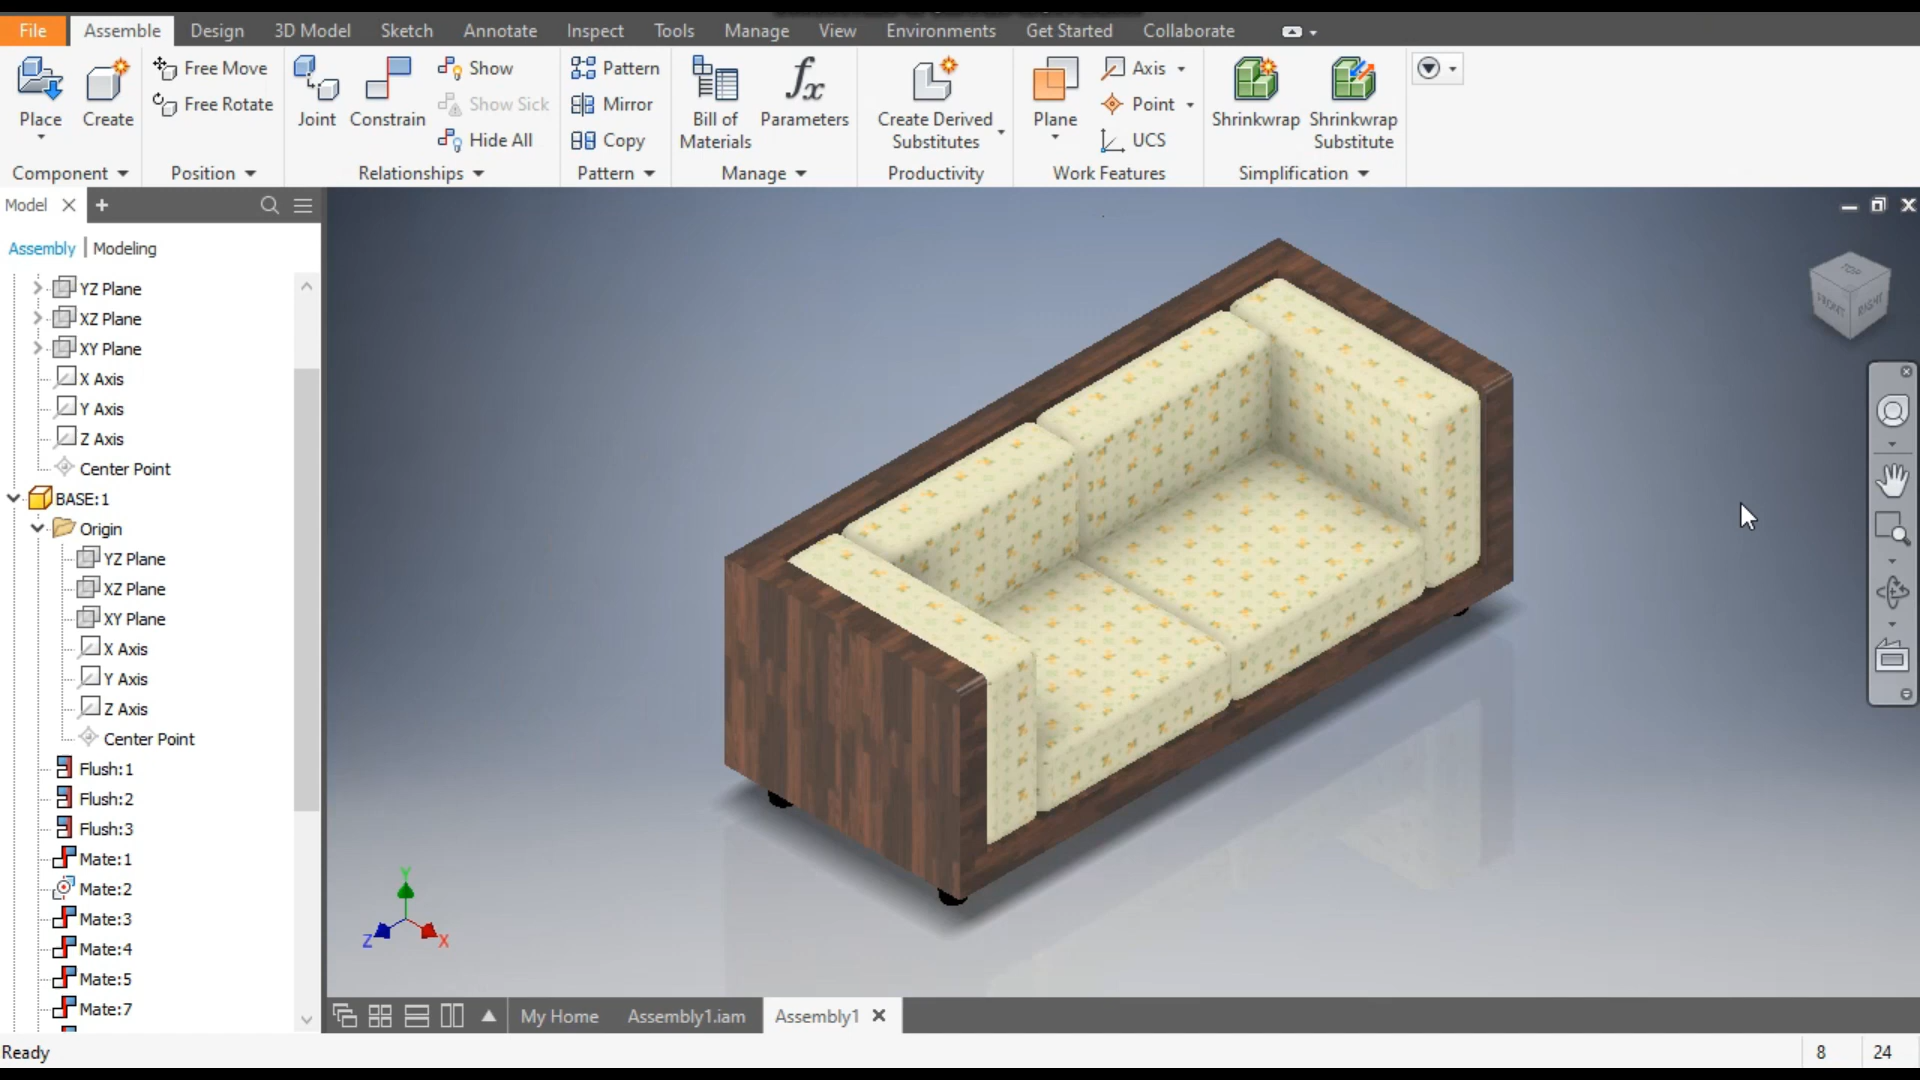 File Assemble Design 3D Model Sketch Annotate Inspect Tools Manage View Environments Get Started Collaborate
Place
Create
Component
Free Move
Free Rotate
Position
Joint
Constrain
Show
Show Sick
Hide All
Relationships
Pattern
Mirror
Copy
Pattern
Bill of
Materials
fx
Parameters
Manage
Create Derived
Substitutes
Productivity
Plane
Axis
Point
UCS
Work Features
Shrinkwrap
Shrinkwrap
Substitute
Simplification
Model
Assembly | Modeling
YZ Plane
XZ Plane
XY Plane
X Axis
Y Axis
Z Axis
Center Point
BASE:1
Origin
YZ Plane
XZ Plane
XY Plane
X Axis
Y Axis
Z Axis
Center Point
Flush:1
Flush:2
Flush:3
Mate:1
Mate:2
Mate:3
Mate:4
Mate:5
Mate:7
TOP
FRONT
RIGHT
Y
Z
X
My Home Assembly1.iam Assembly1
Ready
8 24